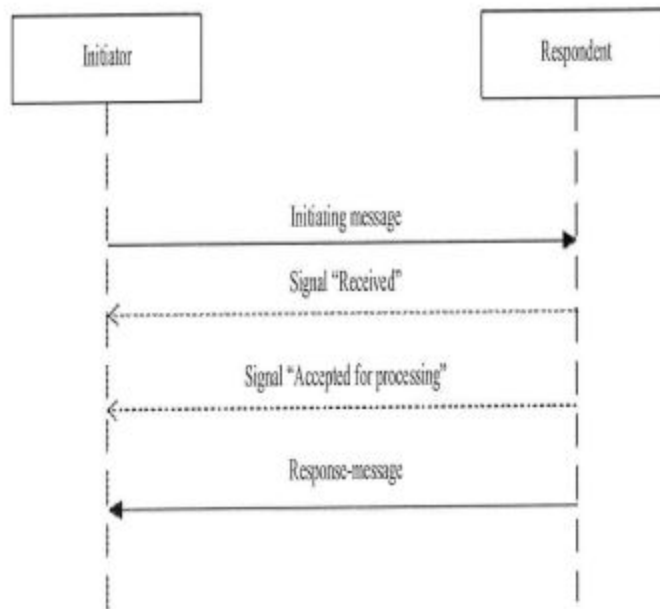 Initiator
Respondent
Initiating message
Signal “Received”
Signal “Accepted for processing”
Response-message